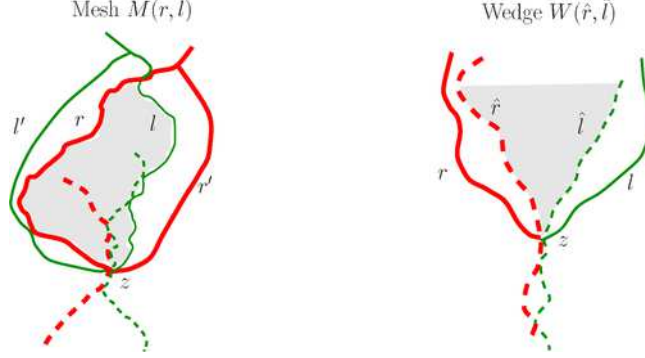 Mesh M(r, l)
l′
r
l
r′
z
Wedge W(r̂, l̂)
r̂
l̂
r
l
z